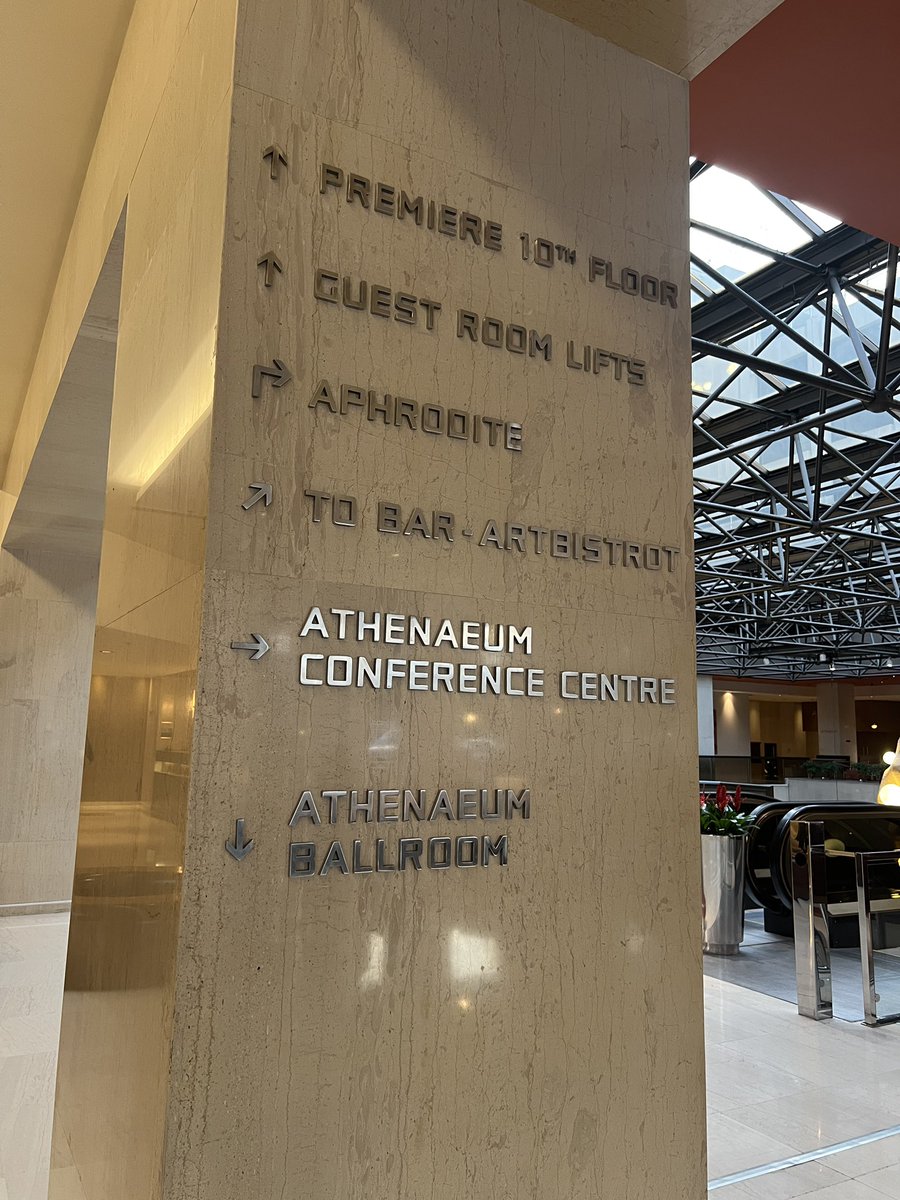 ↑ PREMIERE 10TH FLOOR
↑ GUEST ROOM LIFTS
↱ APHRODITE
↗ TO BAR - ARTBISTROT
→ ATHENAEUM
CONFERENCE CENTRE
↓ ATHENAEUM
BALLROOM